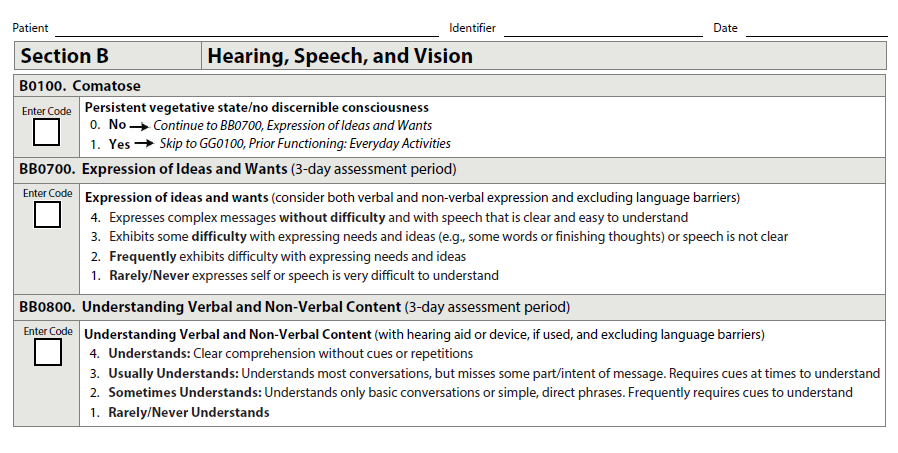 Patient Identifier Date
Section B Hearing, Speech, and Vision
B0100. Comatose
Enter Code
Persistent vegetative state/no discernible consciousness
0. No → Continue to BB0700, Expression of Ideas and Wants
1. Yes → Skip to GG0100, Prior Functioning: Everyday Activities
BB0700. Expression of Ideas and Wants (3-day assessment period)
Enter Code
Expression of ideas and wants (consider both verbal and non-verbal expression and excluding language barriers)
4. Expresses complex messages without difficulty and with speech that is clear and easy to understand
3. Exhibits some difficulty with expressing needs and ideas (e.g., some words or finishing thoughts) or speech is not clear
2. Frequently exhibits difficulty with expressing needs and ideas
1. Rarely/Never expresses self or speech is very difficult to understand
BB0800. Understanding Verbal and Non-Verbal Content (3-day assessment period)
Enter Code
Understanding Verbal and Non-Verbal Content (with hearing aid or device, if used, and excluding language barriers)
4. Understands: Clear comprehension without cues or repetitions
3. Usually Understands: Understands most conversations, but misses some part/intent of message. Requires cues at times to understand
2. Sometimes Understands: Understands only basic conversations or simple, direct phrases. Frequently requires cues to understand
1. Rarely/Never Understands